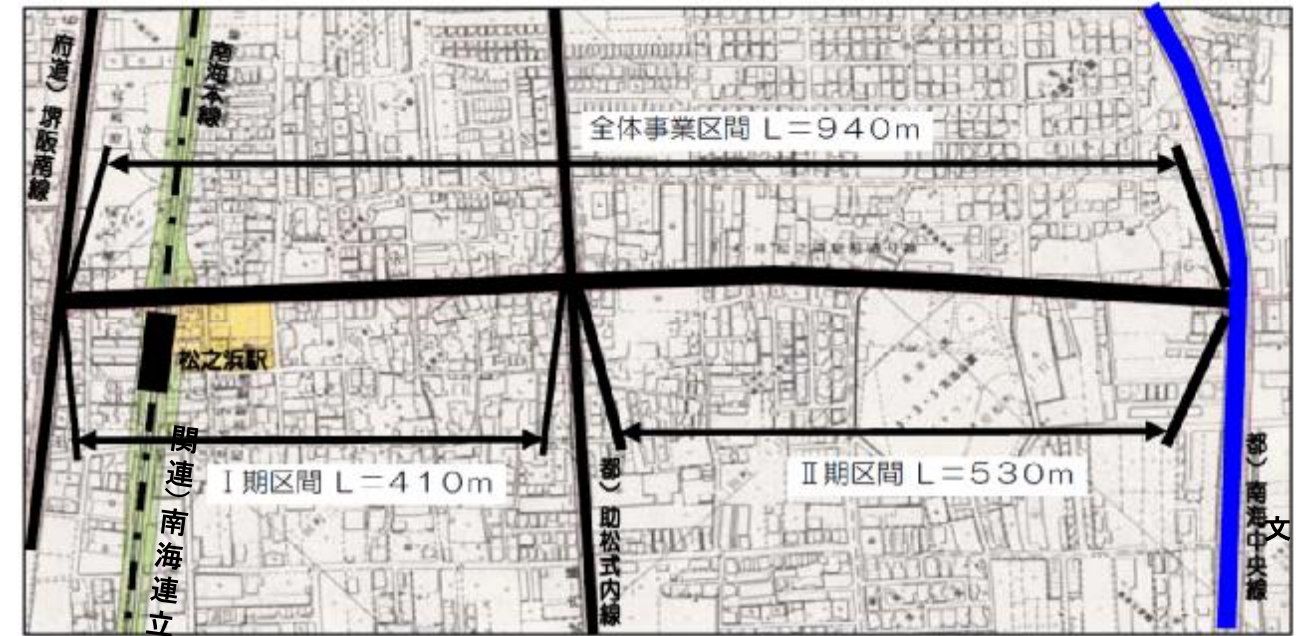 府道）堺阪南線
南海本線
全体事業区間 L＝940m
松之浜駅
関連）南海連立
Ⅰ期区間 L＝410m
都）助松式内線
Ⅱ期区間 L＝530m
都）南海中央線
文